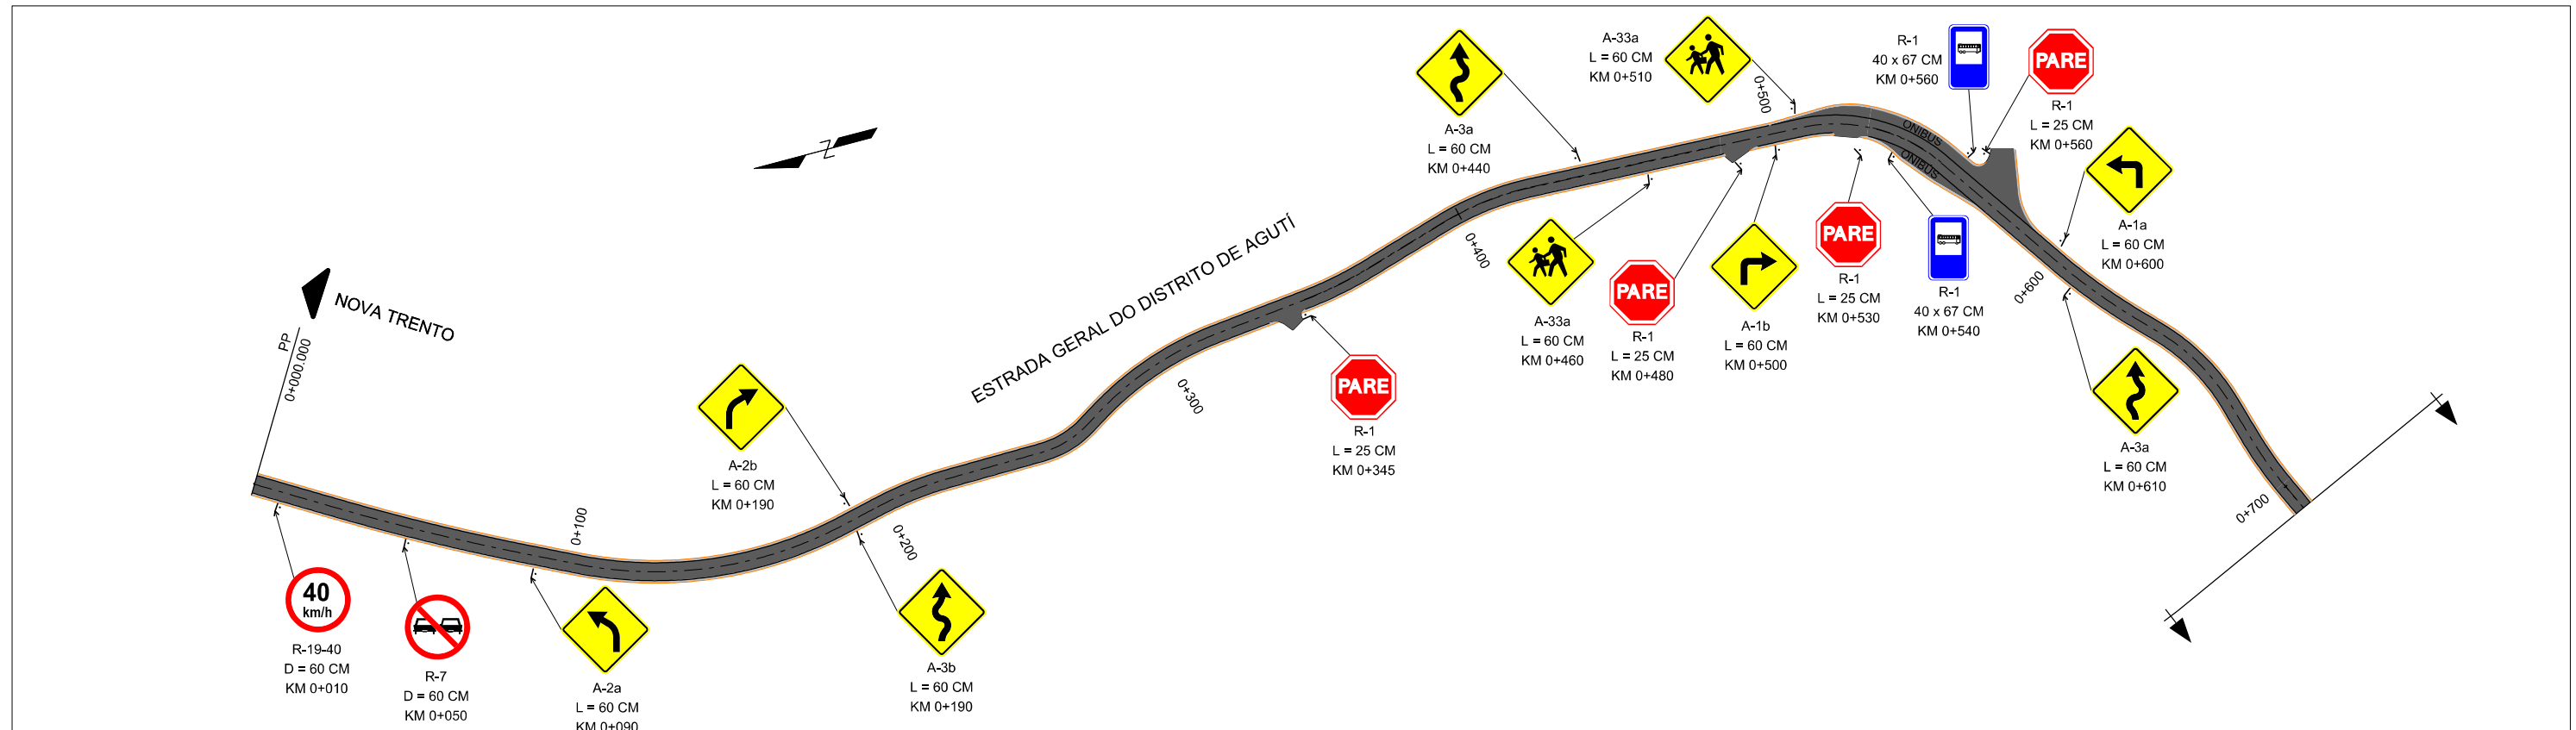 A-33a
L = 60 CM
KM 0+510
0+500
R-1
40 x 67 CM
KM 0+560
PARE
R-1
L = 25 CM
KM 0+560
A-3a
L = 60 CM
KM 0+440
ONIBUS
ONIBUS
N
A-1a
L = 60 CM
KM 0+600
0+400
0+600
ESTRADA GERAL DO DISTRITO DE AGUTÍ
A-33a
L = 60 CM
KM 0+460
PARE
R-1
L = 25 CM
KM 0+480
A-1b
L = 60 CM
KM 0+500
PARE
R-1
L = 25 CM
KM 0+530
R-1
40 x 67 CM
KM 0+540
NOVA TRENTO
PP
0+000.000
0+300
PARE
R-1
L = 25 CM
KM 0+345
A-3a
L = 60 CM
KM 0+610
A-2b
L = 60 CM
KM 0+190
0+100
0+200
0+700
40
km/h
R-19-40
D = 60 CM
KM 0+010
R-7
D = 60 CM
KM 0+050
A-2a
L = 60 CM
KM 0+090
A-3b
L = 60 CM
KM 0+190